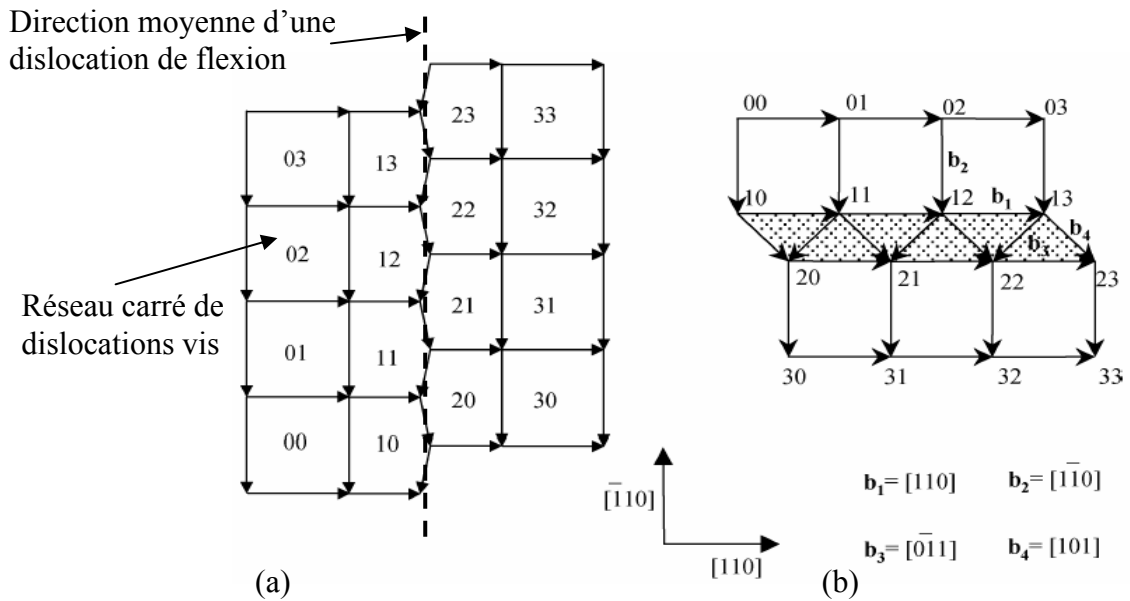 Direction moyenne d’une
dislocation de flexion
23 33
03 13
22 32
02 12
Réseau carré de
dislocations vis
21 31
01 11
20 30
00 10
[1̅10]
[110]
(a)
00 01 02 03
b₂
10 11 12 b₁ 13
b₃ b₄
20 21 22 23
30 31 32 33
b₁= [110] b₂= [11̅0]
b₃= [01̅1] b₄= [101]
(b)